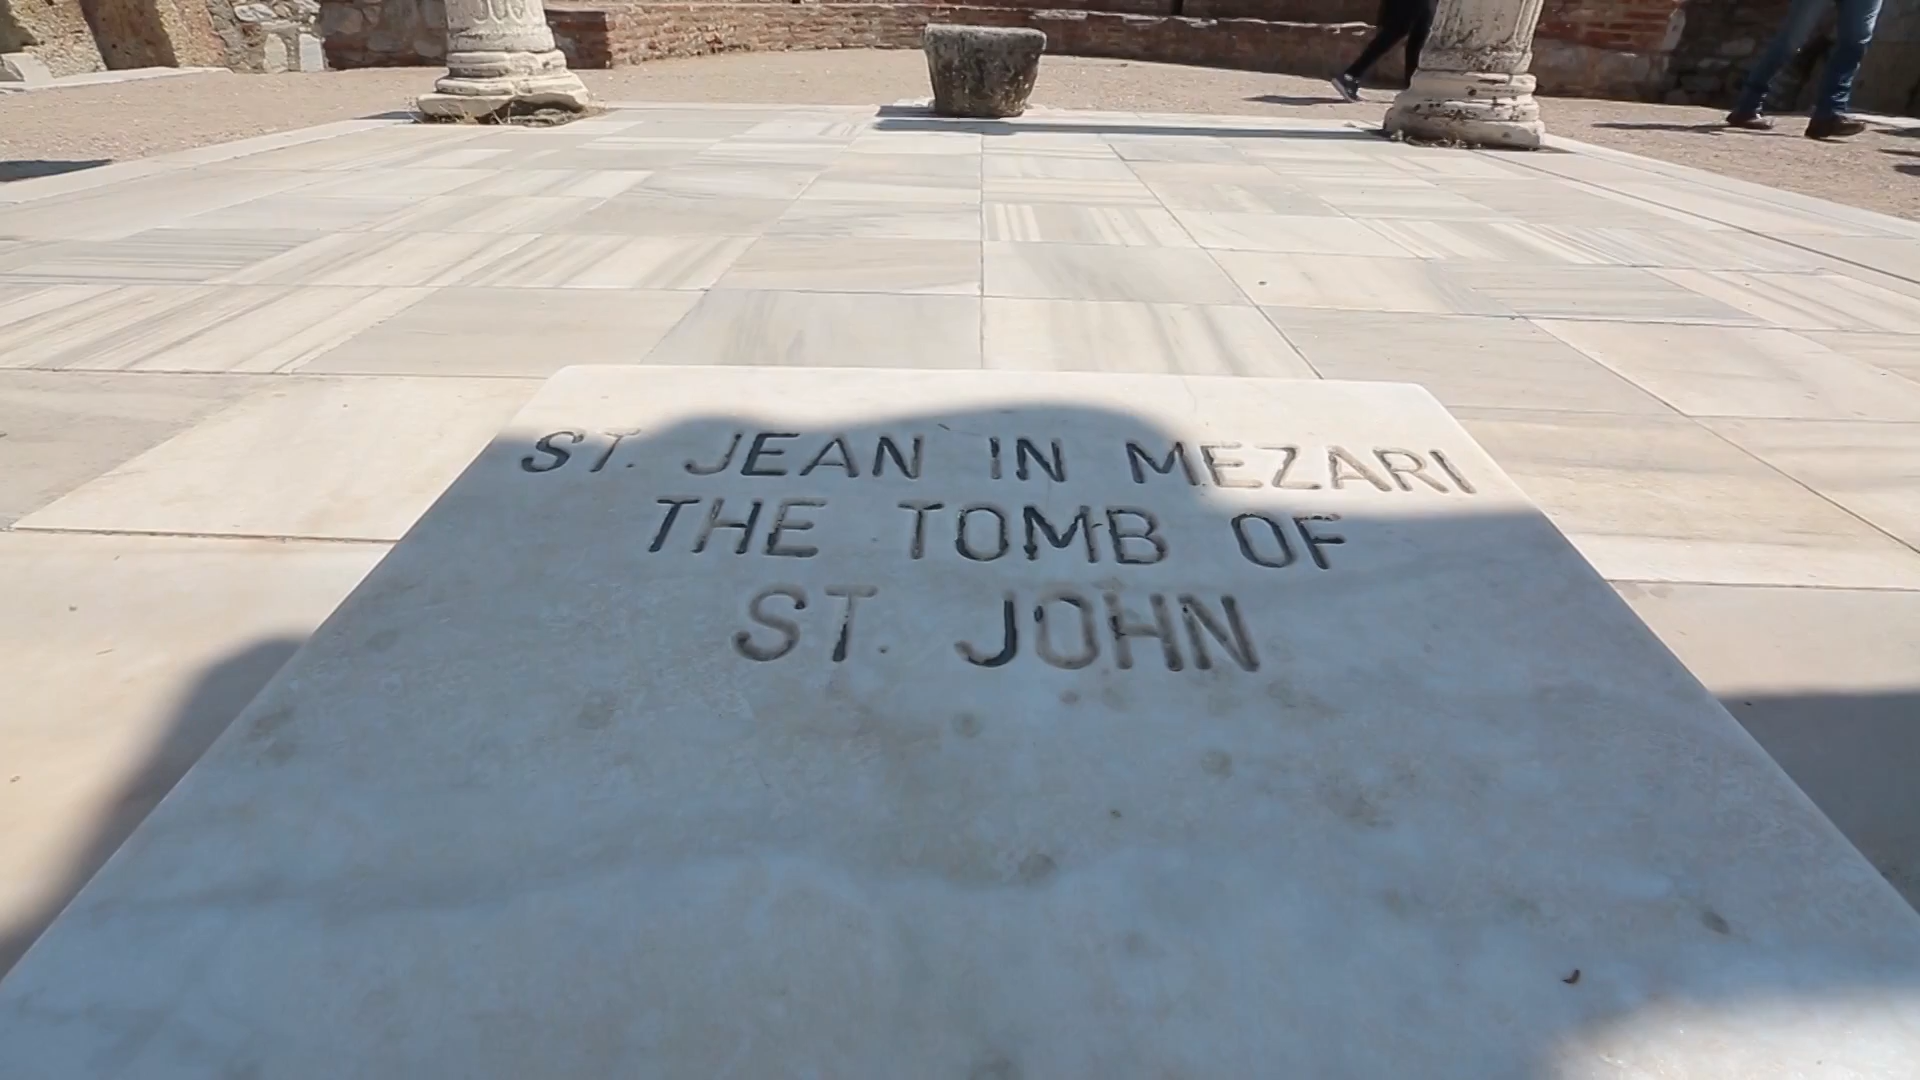 ST. JEAN IN MEZARI
THE TOMB OF
ST. JOHN